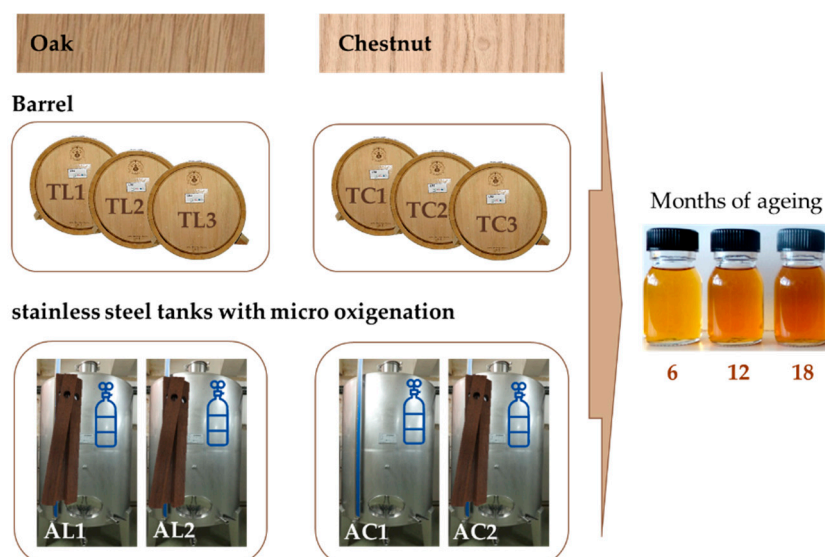 Oak
Chestnut
Barrel
TL1
TL2
TL3
TC1
TC2
TC3
Months of ageing
stainless steel tanks with micro oxigenation
6
12
18
AL1
AL2
AC1
AC2